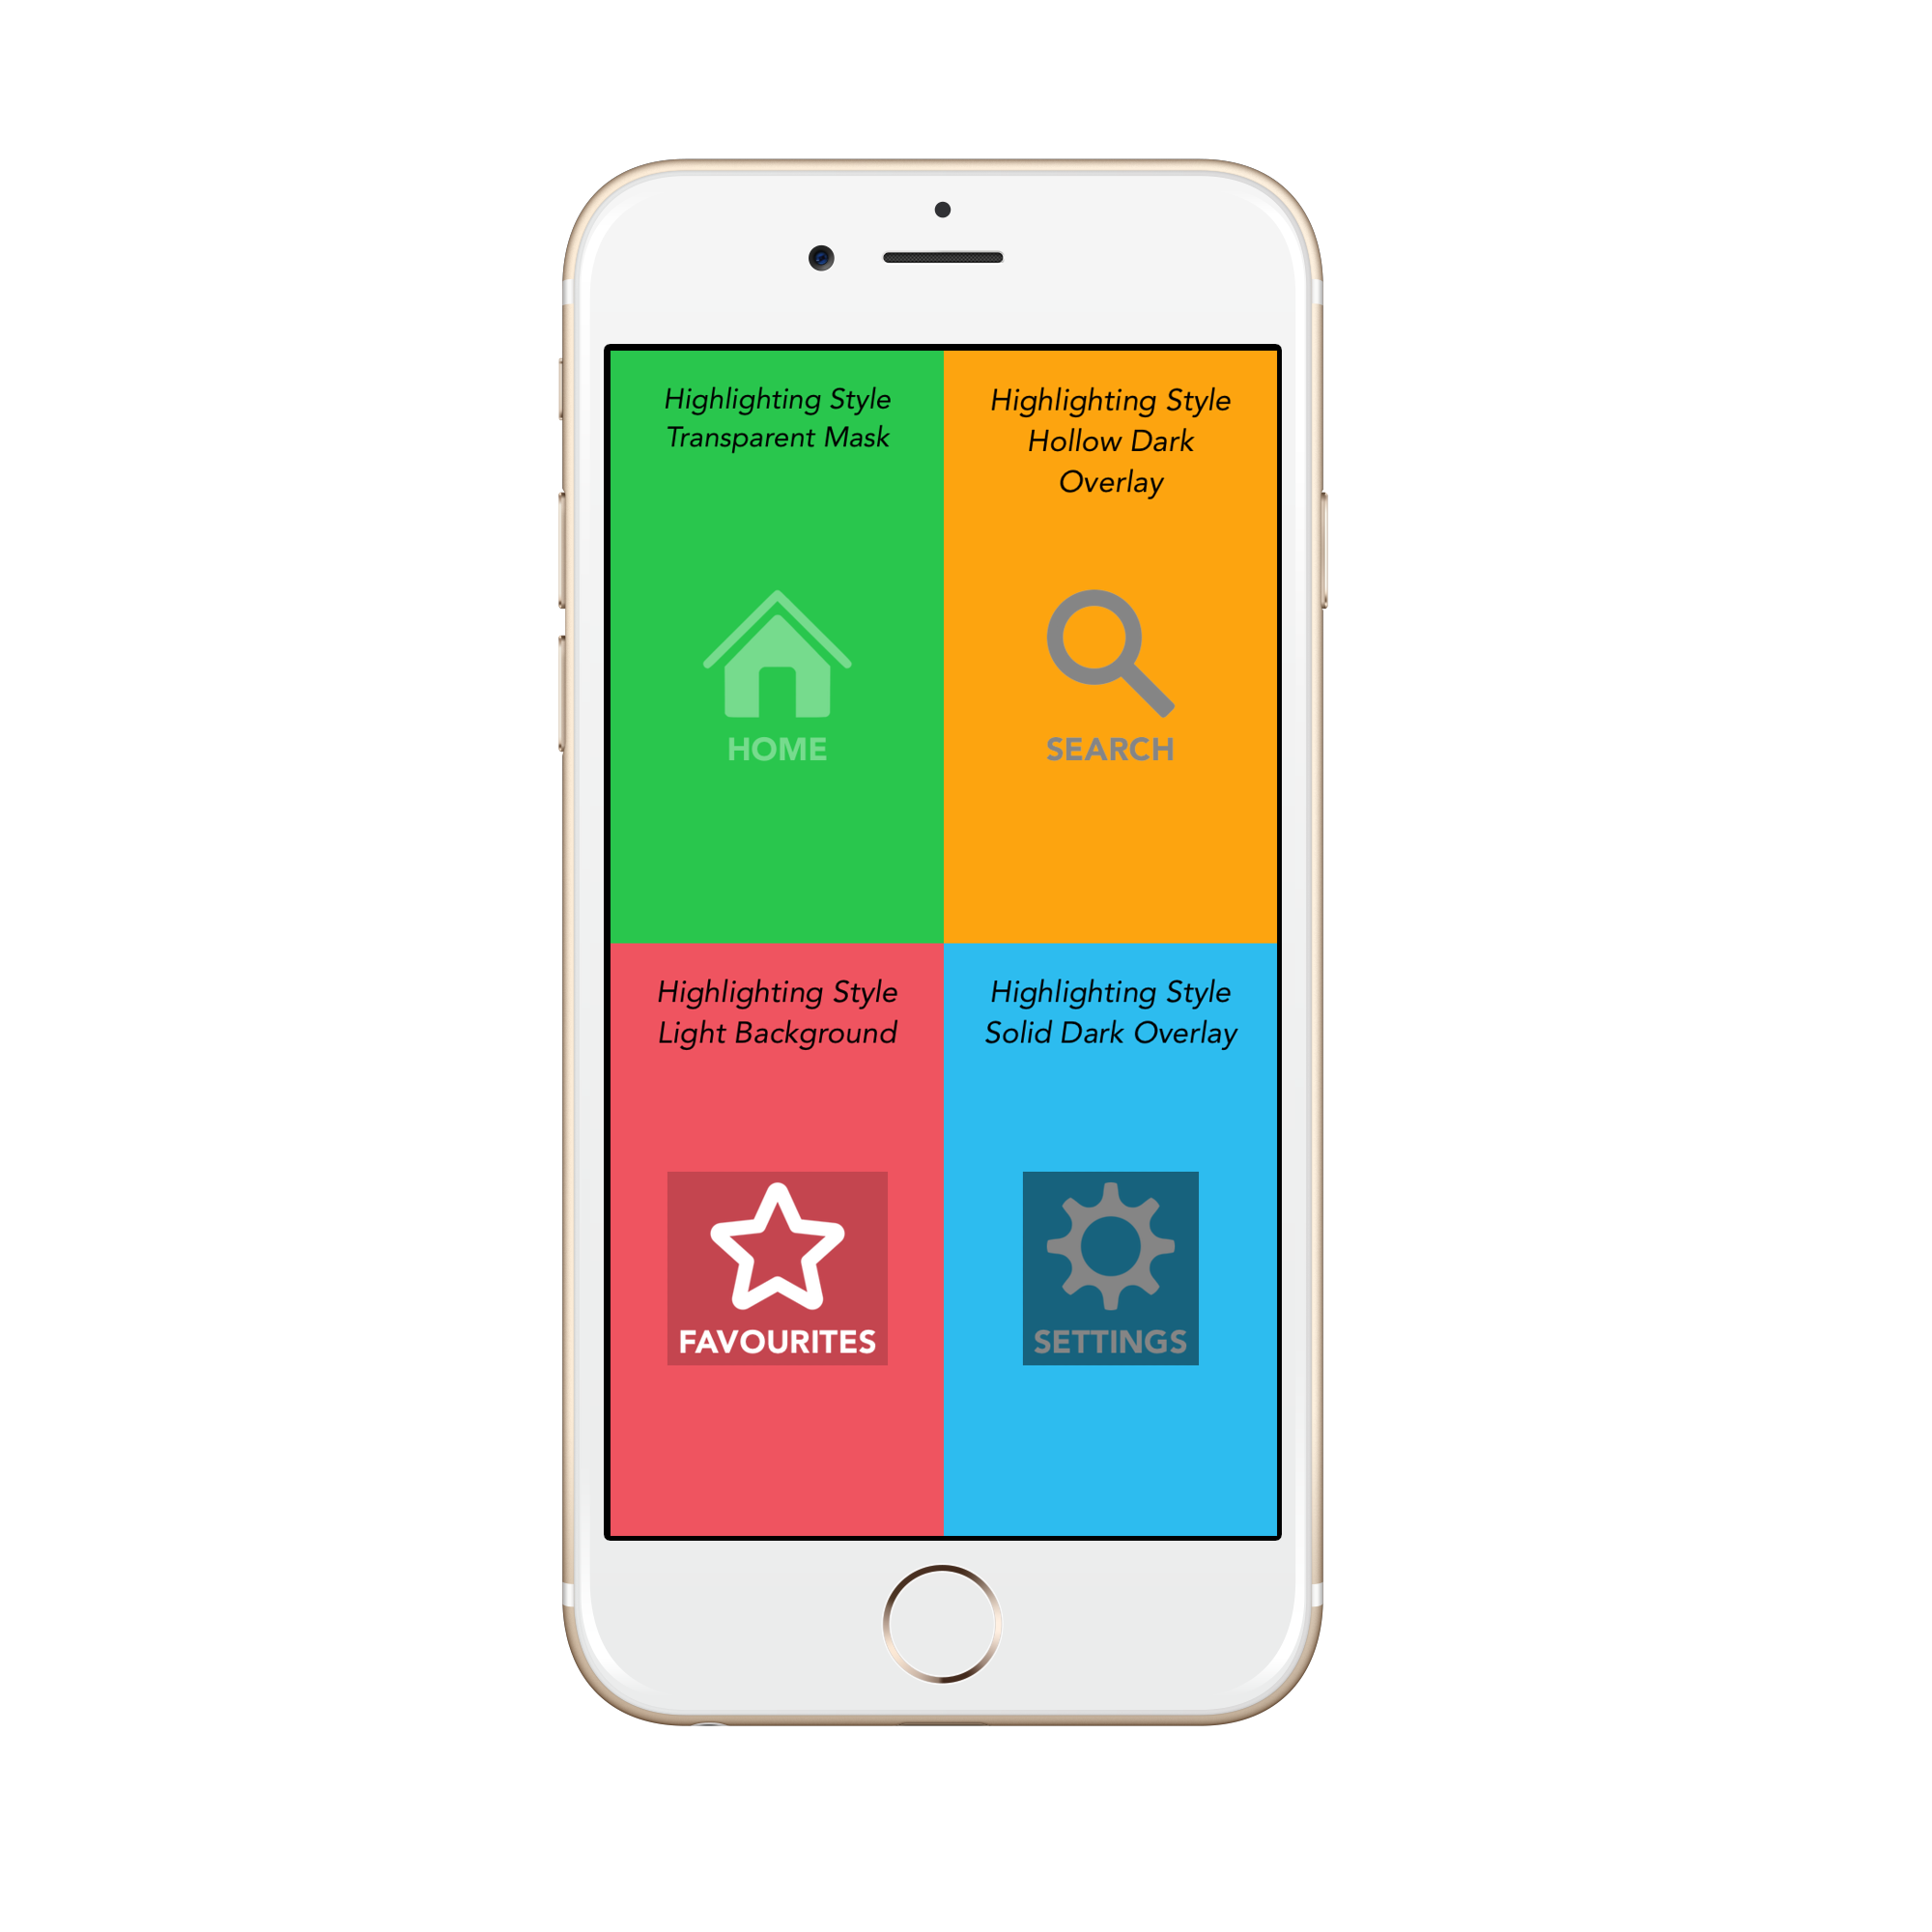 Highlighting Style
Transparent Mask
HOME
Highlighting Style
Hollow Dark
Overlay
SEARCH
Highlighting Style
Light Background
FAVOURITES
Highlighting Style
Solid Dark Overlay
SETTINGS